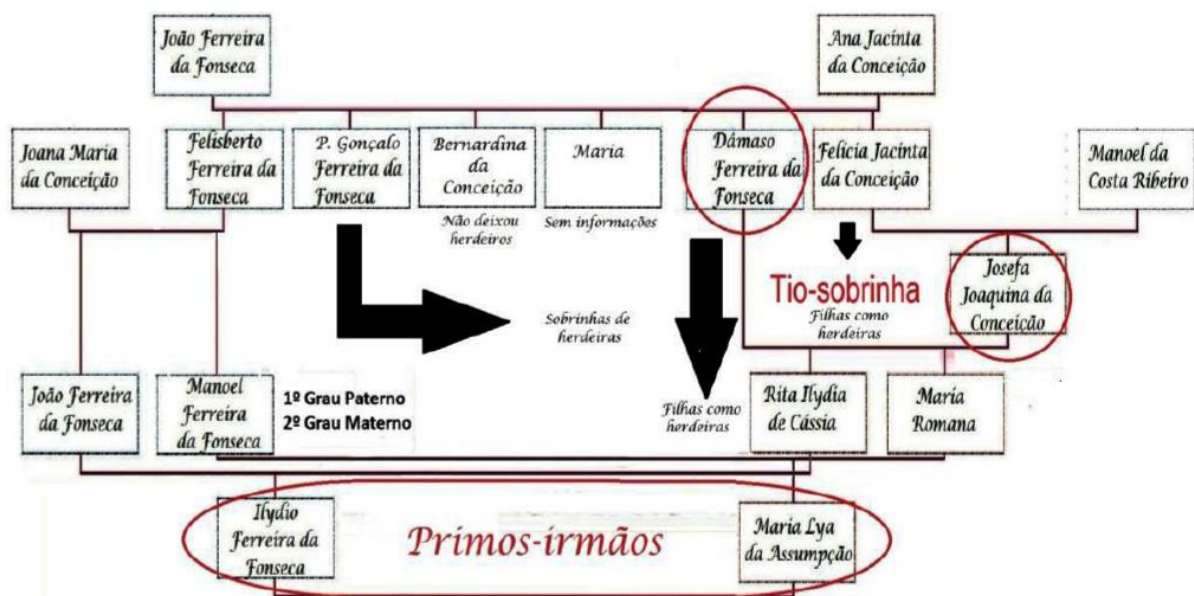 João Ferreira
da Fonseca
Ana Jacinta
da Conceição
Joana Maria
da Conceição
Felisberto
Ferreira da
Fonseca
P. Gonçalo
Ferreira da
Fonseca
Bernardina
da
Conceição
Não deixou
herdeiros
Maria
Sem informações
Dâmaso
Ferreira da
Fonseca
Felícia Jacinta
da Conceição
Manoel da
Costa Ribeiro
Tio-sobrinha
Filhas como
herdeiras
Josefa
Joaquina da
Conceição
Sobrinhas de
herdeiras
João Ferreira
da Fonseca
Manoel
Ferreira
da Fonseca
1º Grau Paterno
2º Grau Materno
Filhas como
herdeiras
Rita Ilydia
de Cássia
Maria
Romana
Ilydio
Ferreira da
Fonseca
Primos-irmãos
Maria Lya
da Assumpção